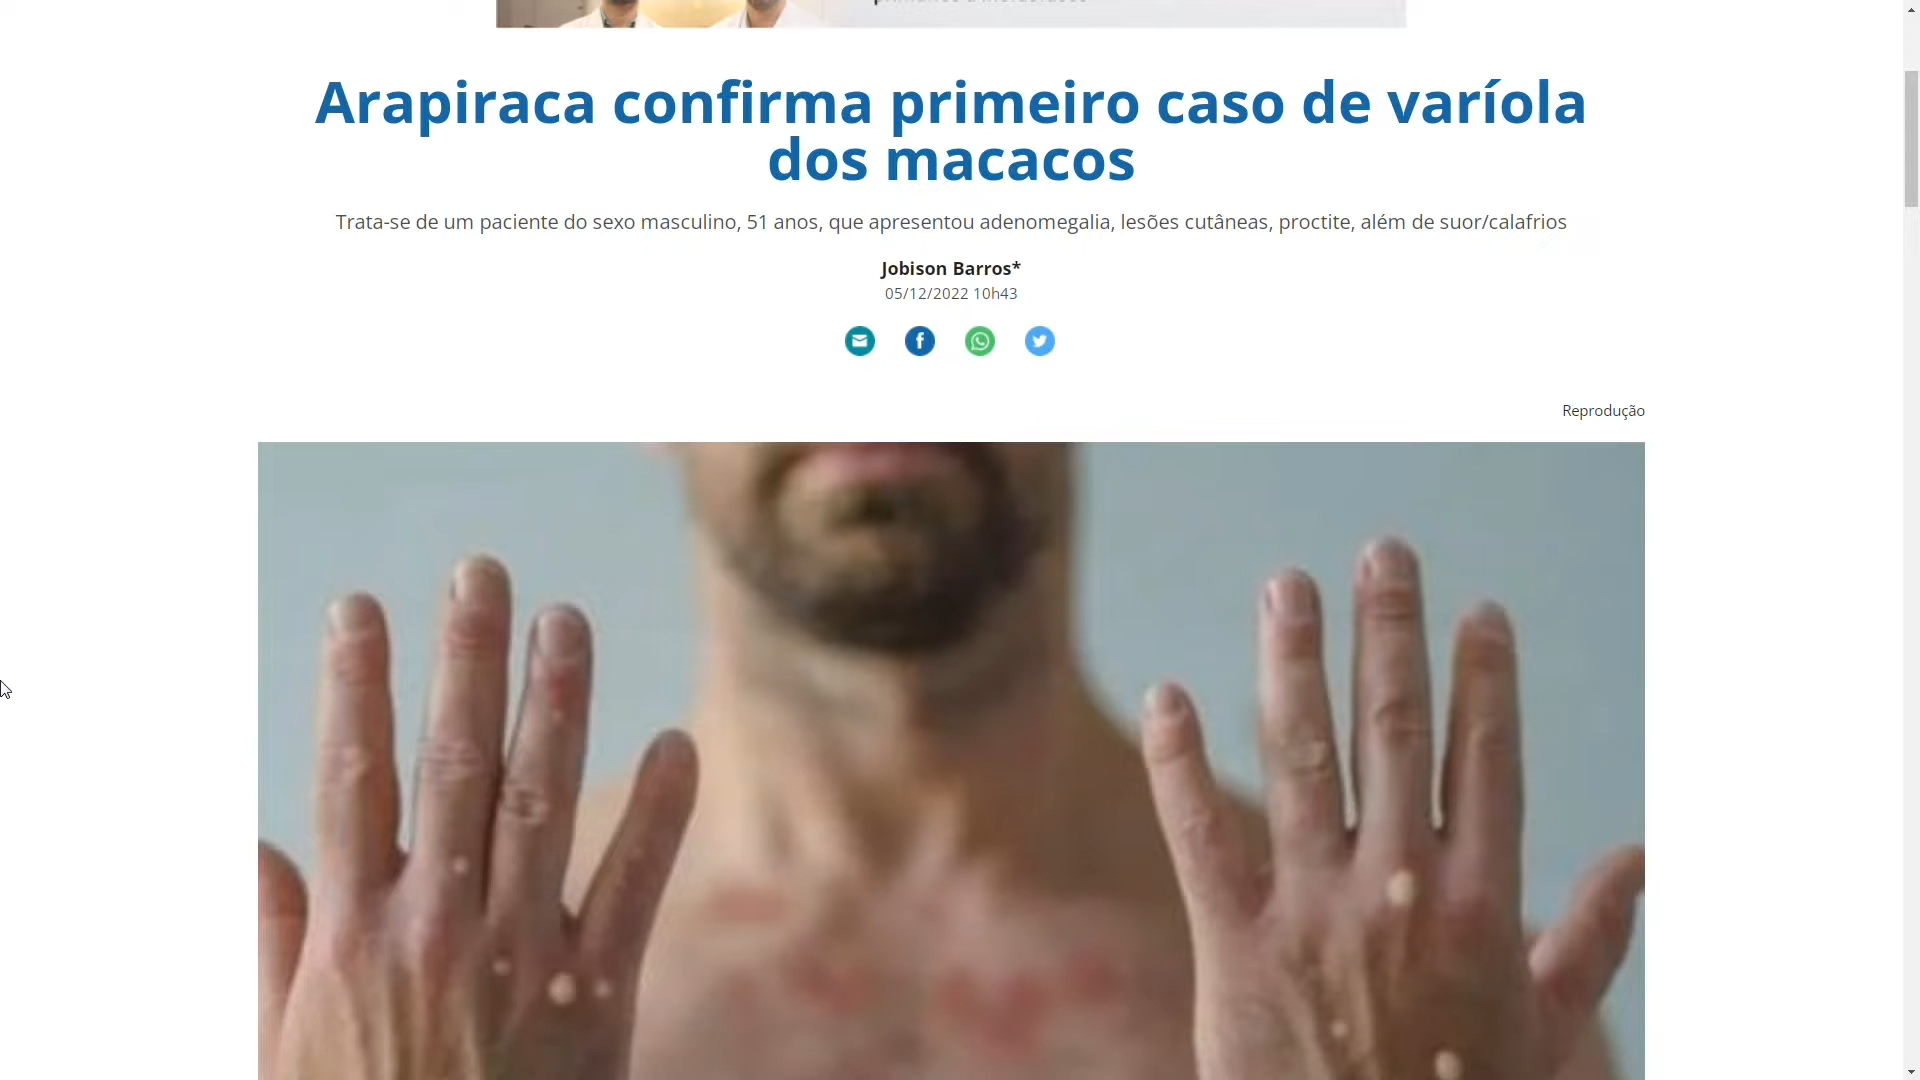 Arapiraca confirma primeiro caso de varíola
dos macacos
Trata-se de um paciente do sexo masculino, 51 anos, que apresentou adenomegalia, lesões cutâneas, proctite, além de suor/calafrios
Jobison Barros*
05/12/2022 10h43
Reprodução